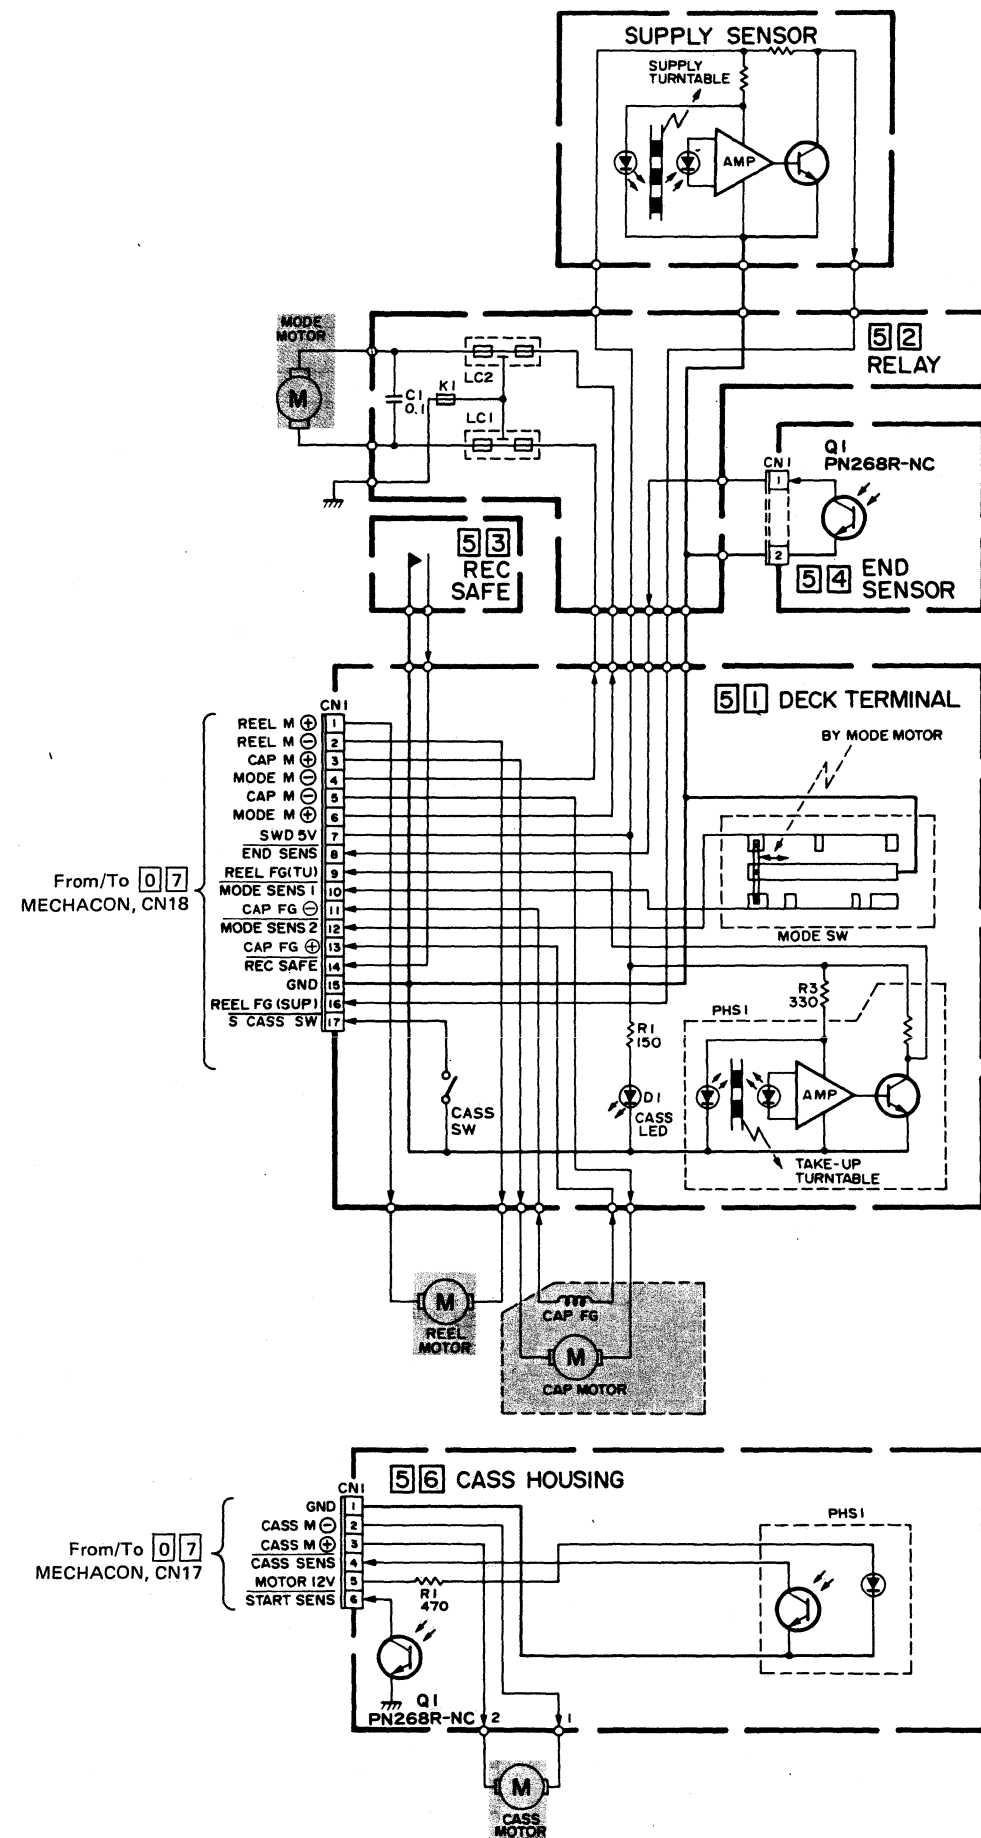 SUPPLY SENSOR
SUPPLY
TURNTABLE
AMP
MODE
MOTOR
M
5 2
RELAY
LC2
C1
0.1
K1
LC1
Q1
PN268R-NC
CN1
1
2
5 4 END
SENSOR
5 3
REC
SAFE
5 1 DECK TERMINAL
BY MODE MOTOR
CN1
REEL M ⊕ 1
REEL M ⊖ 2
CAP M ⊕ 3
MODE M ⊖ 4
CAP M ⊖ 5
MODE M ⊕ 6
SWD 5V 7
END SENS 8
REEL FG(TU) 9
MODE SENS 1 10
CAP FG ⊖ 11
MODE SENS 2 12
CAP FG ⊕ 13
REC SAFE 14
GND 15
REEL FG (SUP) 16
S CASS SW 17
From/To 0 7
MECHACON, CN18
MODE SW
R3
330
PHS1
R1
150
AMP
D1
CASS
LED
CASS
SW
TAKE-UP
TURNTABLE
M
REEL
MOTOR
CAP FG
M
CAP MOTOR
5 6 CASS HOUSING
CN1
GND 1
CASS M ⊖ 2
CASS M ⊕ 3
CASS SENS 4
MOTOR 12V 5
START SENS 6
From/To 0 7
MECHACON, CN17
PHS1
R1
470
Q1
PN268R-NC
2
1
M
CASS
MOTOR